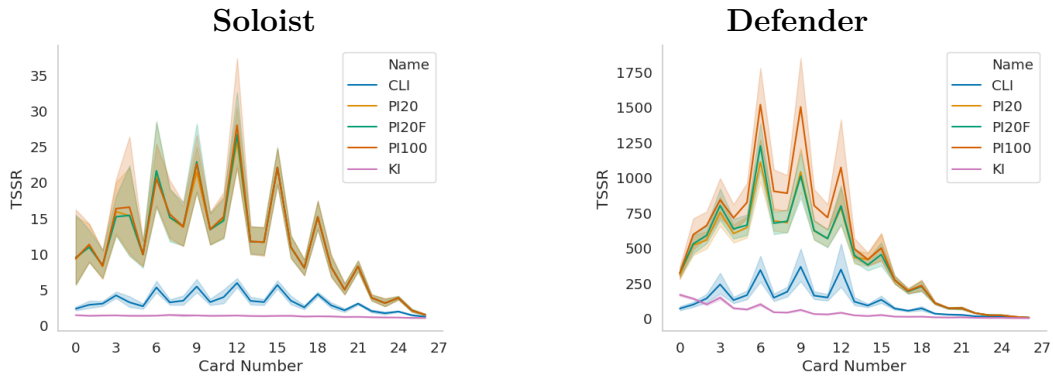 Soloist
TSSR
35
30
25
20
15
10
5
0
Name
CLI
PI20
PI20F
PI100
KI
0 3 6 9 12 15 18 21 24 27
Card Number
Defender
TSSR
1750
1500
1250
1000
750
500
250
0
Name
CLI
PI20
PI20F
PI100
KI
0 3 6 9 12 15 18 21 24 27
Card Number